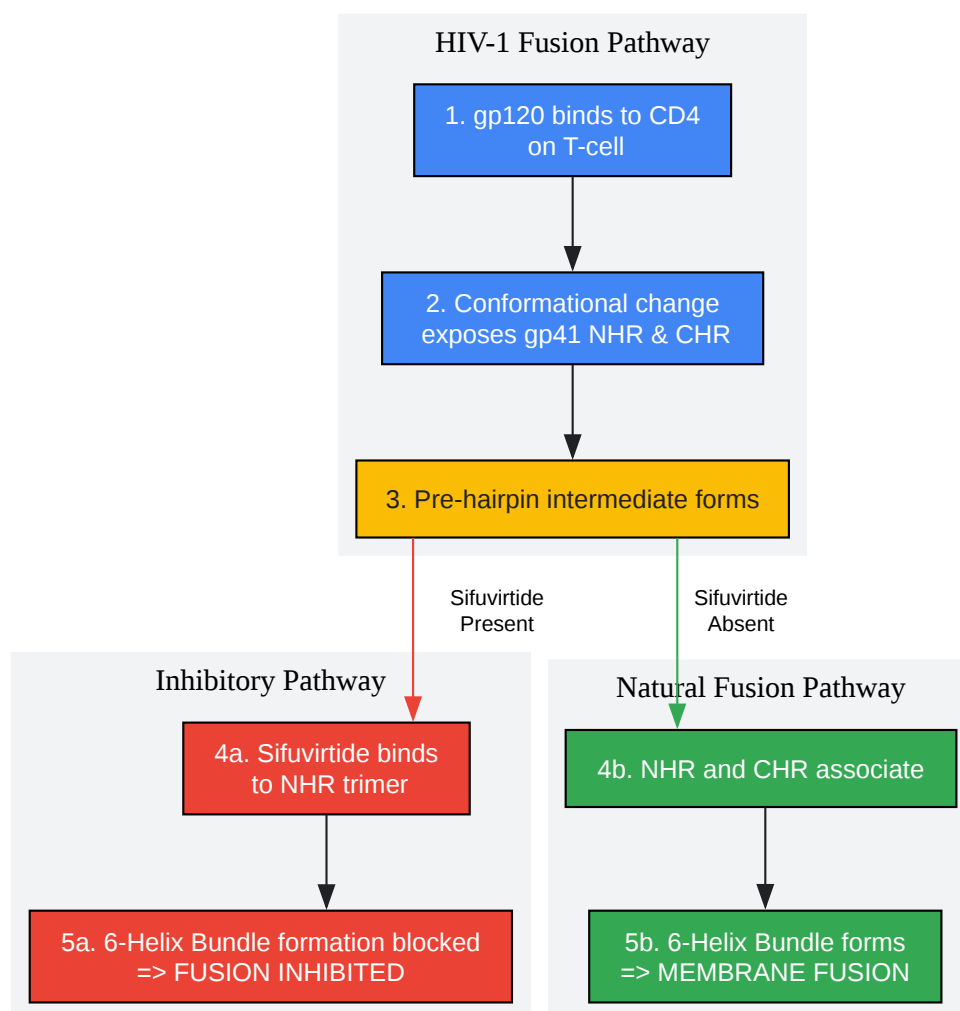 HIV-1 Fusion Pathway
1. gp120 binds to CD4
on T-cell
2. Conformational change
exposes gp41 NHR & CHR
3. Pre-hairpin intermediate forms
Sifuvirtide
Present
Sifuvirtide
Absent
Inhibitory Pathway
4a. Sifuvirtide binds
to NHR trimer
5a. 6-Helix Bundle formation blocked
=> FUSION INHIBITED
Natural Fusion Pathway
4b. NHR and CHR associate
5b. 6-Helix Bundle forms
=> MEMBRANE FUSION